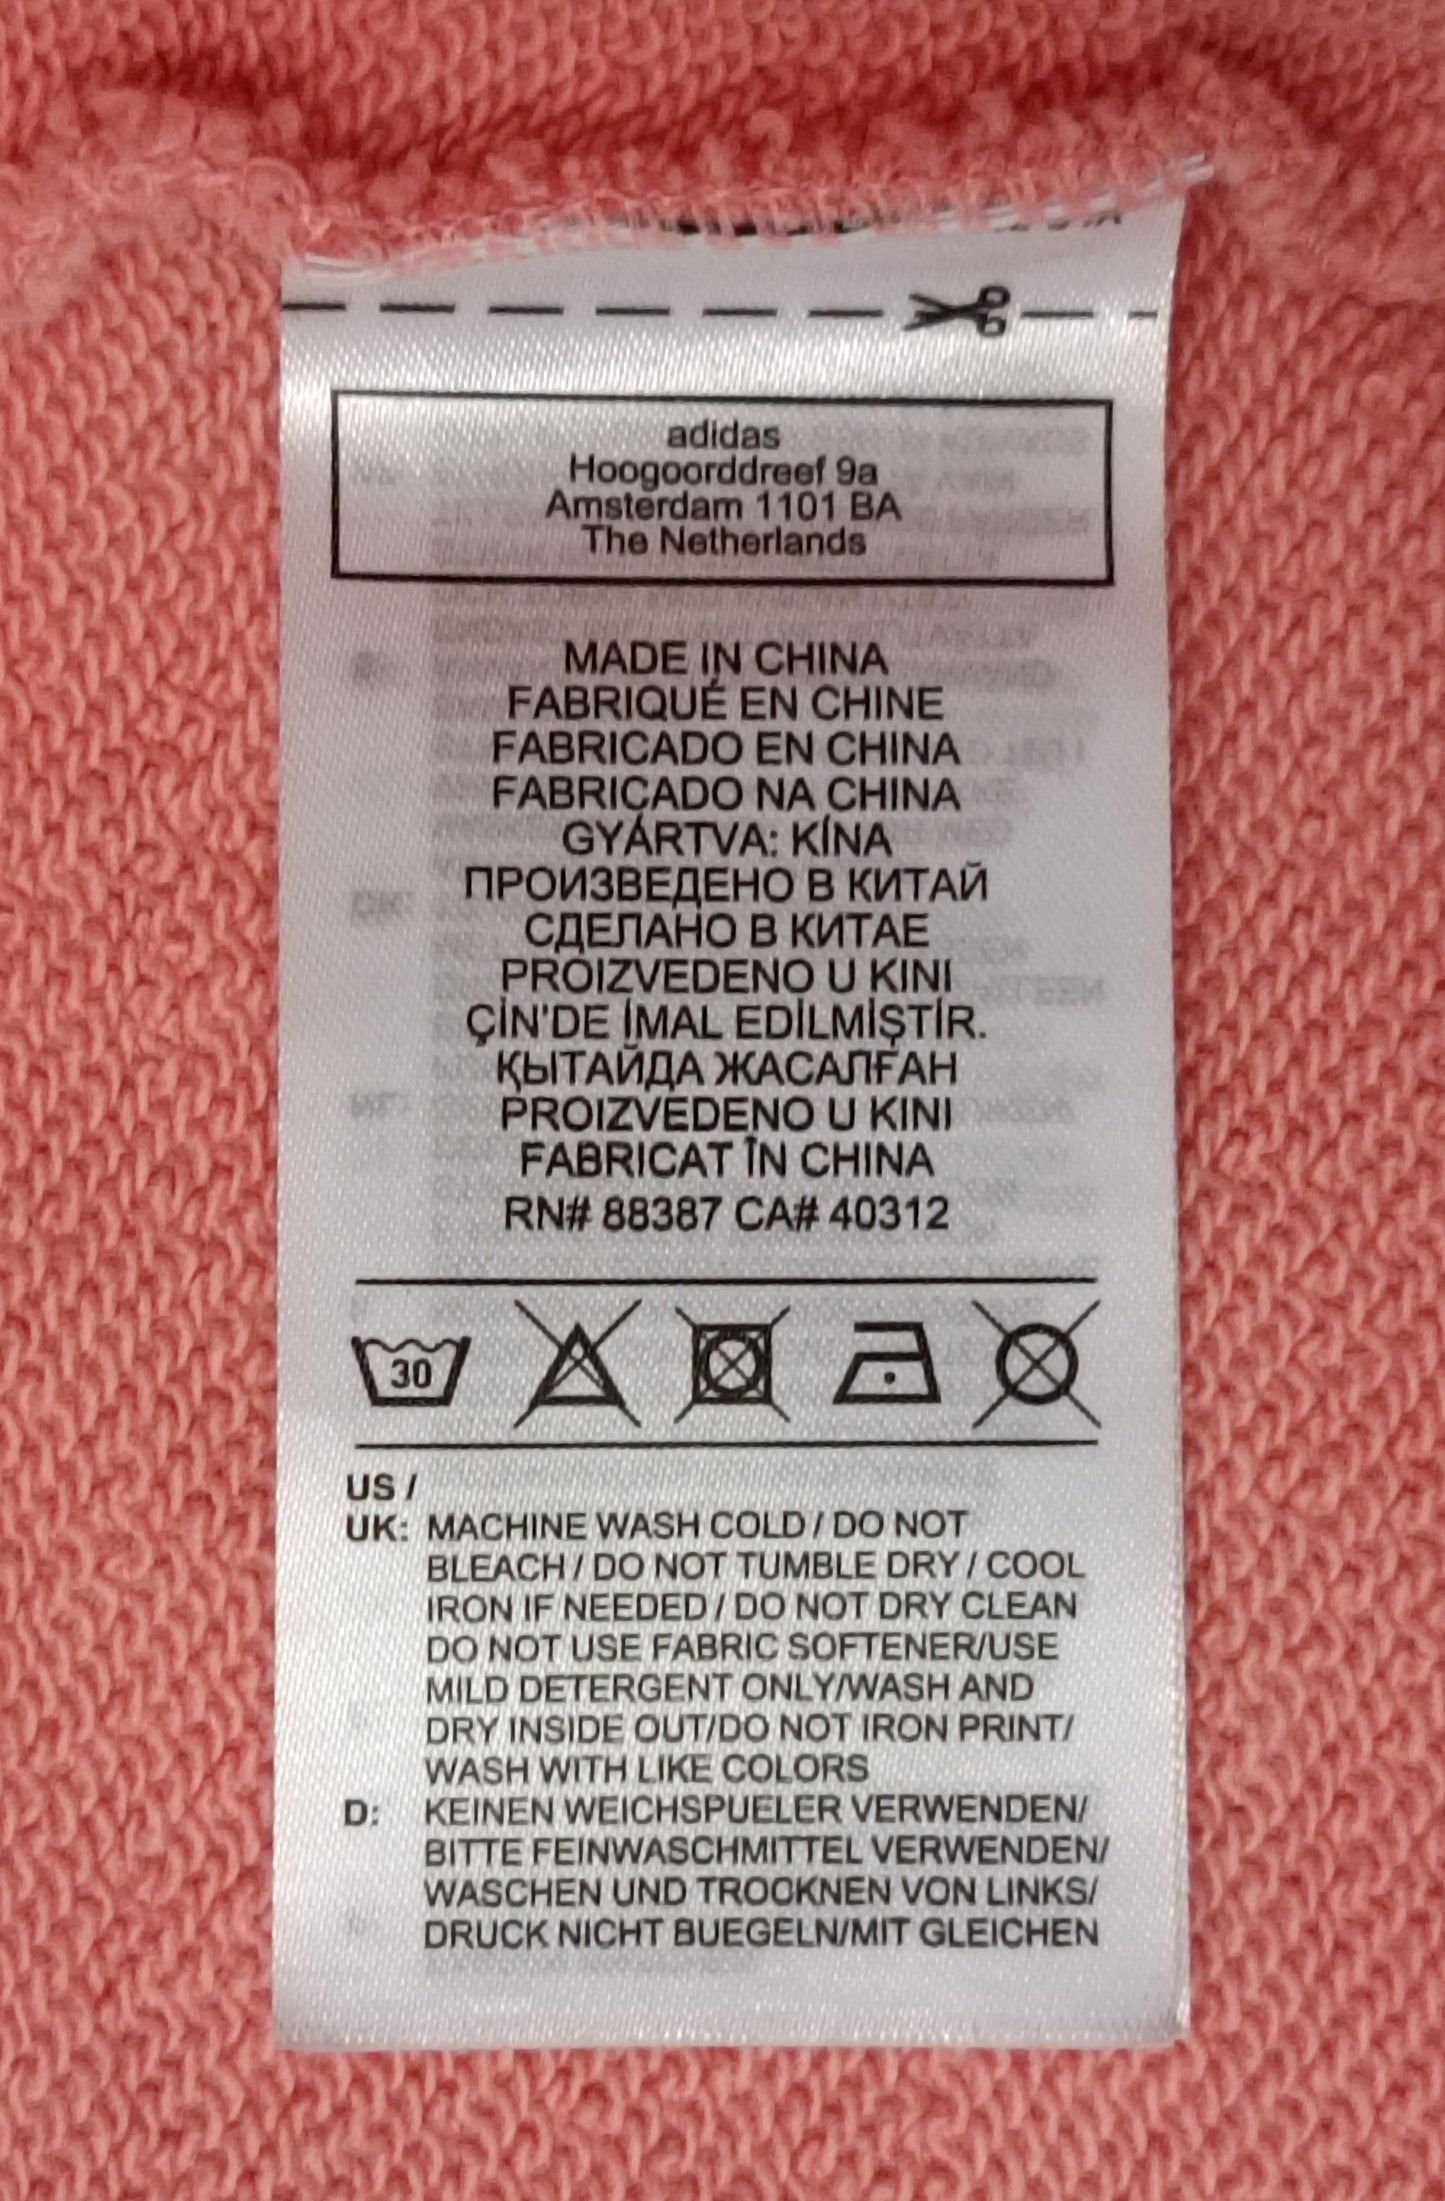 adidas
Hoogoorddreef 9a
Amsterdam 1101 BA
The Netherlands
MADE IN CHINA
FABRIQUÉ EN CHINE
FABRICADO EN CHINA
FABRICADO NA CHINA
GYÁRTVA: KÍNA
ПРОИЗВЕДЕНО В КИТАЙ
СДЕЛАНО В КИТАЕ
PROIZVEDENO U KINI
ÇİN'DE İMAL EDİLMİŞTİR.
ҚЫТАЙДА ЖАСАЛҒАН
PROIZVEDENO U KINI
FABRICAT ÎN CHINA
RN# 88387 CA# 40312
30
US /
UK: MACHINE WASH COLD / DO NOT
BLEACH / DO NOT TUMBLE DRY / COOL
IRON IF NEEDED / DO NOT DRY CLEAN
DO NOT USE FABRIC SOFTENER/USE
MILD DETERGENT ONLY/WASH AND
DRY INSIDE OUT/DO NOT IRON PRINT/
WASH WITH LIKE COLORS
D: KEINEN WEICHSPUELER VERWENDEN/
BITTE FEINWASCHMITTEL VERWENDEN/
WASCHEN UND TROCKNEN VON LINKS/
DRUCK NICHT BUEGELN/MIT GLEICHEN